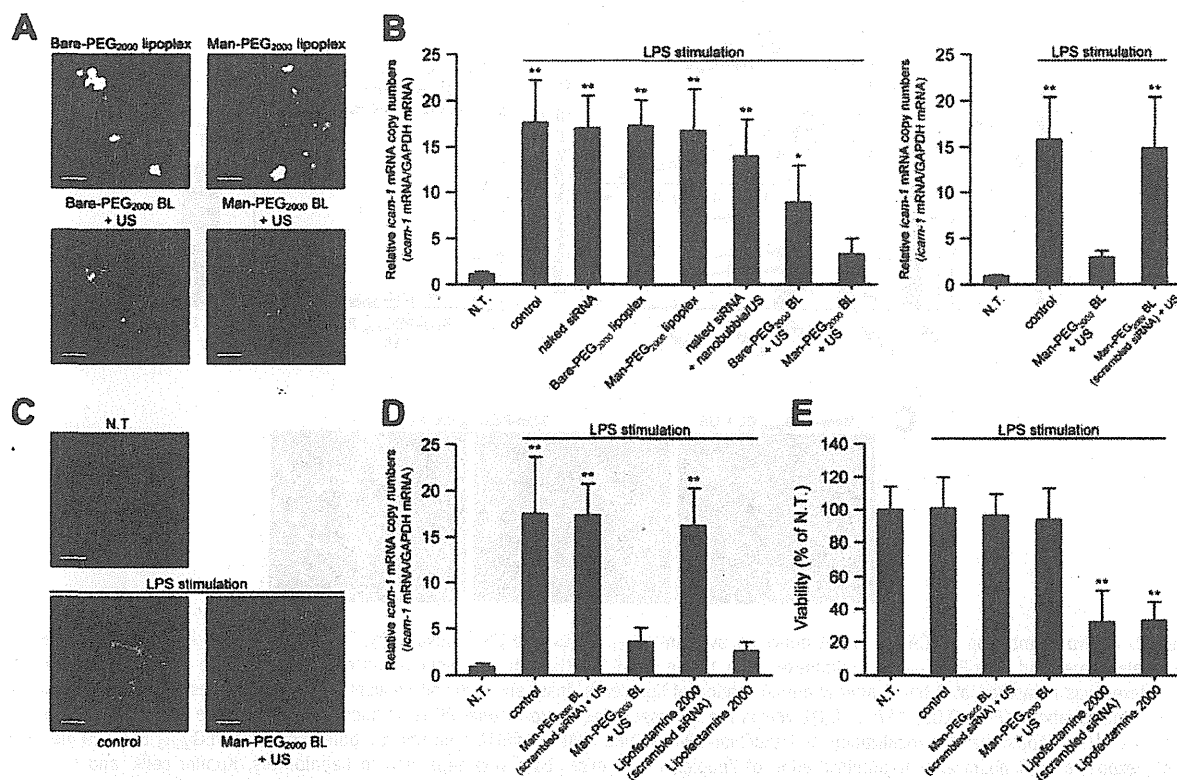 A
Bare-PEG2000 lipoplex
Man-PEG2000 lipoplex
Bare-PEG2000 BL
+ US
Man-PEG2000 BL
+ US
B
Relative icam-1 mRNA copy numbers
(icam-1 mRNA/GAPDH mRNA)
25
20
15
10
5
0
LPS stimulation
**
**
**
**
**
*
N.T.
control
naked siRNA
Bare-PEG2000 lipoplex
Man-PEG2000 lipoplex
naked siRNA
+ nanobubble/US
Bare-PEG2000 BL
+ US
Man-PEG2000 BL
+ US
Relative icam-1 mRNA copy numbers
(icam-1 mRNA/GAPDH mRNA)
25
20
15
10
5
0
LPS stimulation
**
**
N.T.
control
Man-PEG2000 BL
+ US
Man-PEG2000 BL
(scrambled siRNA) + US
C
N.T
LPS stimulation
control
Man-PEG2000 BL
+ US
D
Relative icam-1 mRNA copy numbers
(icam-1 mRNA/GAPDH mRNA)
25
20
15
10
5
0
LPS stimulation
**
**
**
N.T.
control
Man-PEG2000 BL
(scrambled siRNA) + US
Man-PEG2000 BL
+ US
Lipofectamine 2000
(scrambled siRNA)
Lipofectamine 2000
E
Viability (% of N.T.)
140
120
100
80
60
40
20
0
LPS stimulation
**
**
N.T.
control
Man-PEG2000 BL
(scrambled siRNA) + US
Man-PEG2000 BL
+ US
Lipofectamine 2000
(scrambled siRNA)
Lipofectamine 2000